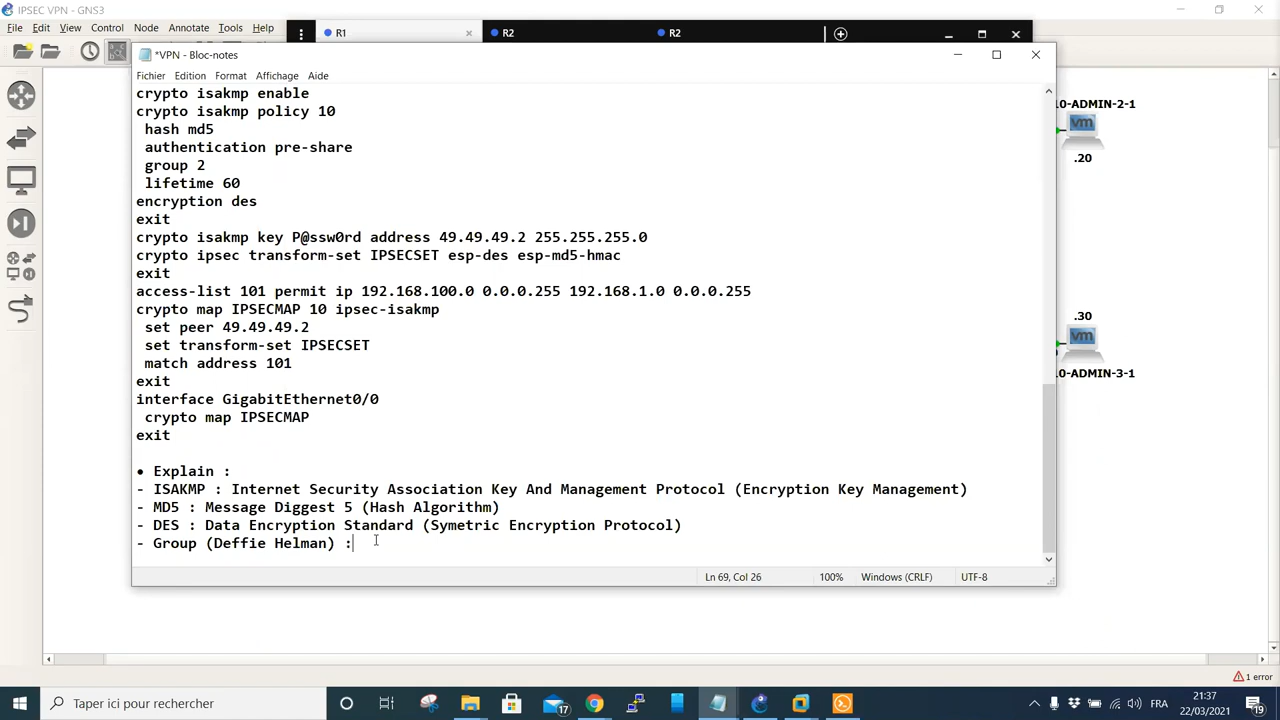 IPSEC VPN - GNS3
File Edit View Control Node Annotate Tools Help
R1 R2 R2
*VPN - Bloc-notes
Fichier Edition Format Affichage Aide
crypto isakmp enable
crypto isakmp policy 10
hash md5
authentication pre-share
group 2
lifetime 60
encryption des
exit
crypto isakmp key P@ssw0rd address 49.49.49.2 255.255.255.0
crypto ipsec transform-set IPSECSET esp-des esp-md5-hmac
exit
access-list 101 permit ip 192.168.100.0 0.0.0.255 192.168.1.0 0.0.0.255
crypto map IPSECMAP 10 ipsec-isakmp
set peer 49.49.49.2
set transform-set IPSECSET
match address 101
exit
interface GigabitEthernet0/0
crypto map IPSECMAP
exit
• Explain :
- ISAKMP : Internet Security Association Key And Management Protocol (Encryption Key Management)
- MD5 : Message Diggest 5 (Hash Algorithm)
- DES : Data Encryption Standard (Symetric Encryption Protocol)
- Group (Deffie Helman) :
Ln 69, Col 26 100% Windows (CRLF) UTF-8
10-ADMIN-2-1
vm
.20
.30
vm
10-ADMIN-3-1
1 error
Taper ici pour rechercher
17
FR
21:37
22/03/2021
19